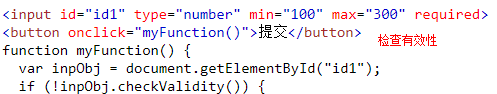 <input id="id1" type="number" min="100" max="300" required>
<button onclick="myFunction()">提交</button>
检查有效性
function myFunction() {
var inpObj = document.getElementById("id1");
if (!inpObj.checkValidity()) {